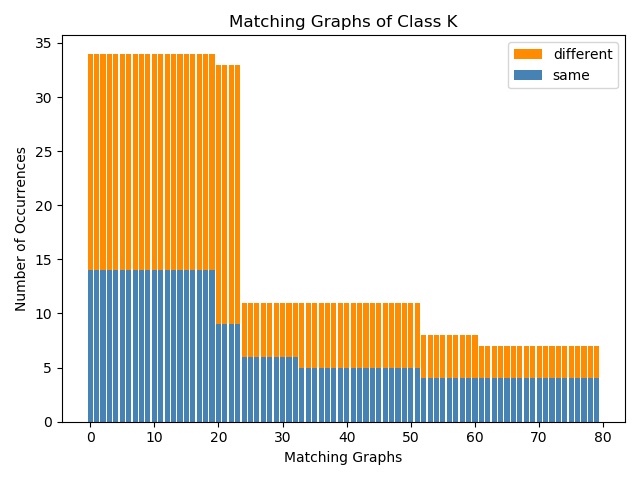 Matching Graphs of Class K
different
same
Number of Occurrences
35
30
25
20
15
10
5
0
0 10 20 30 40 50 60 70 80
Matching Graphs